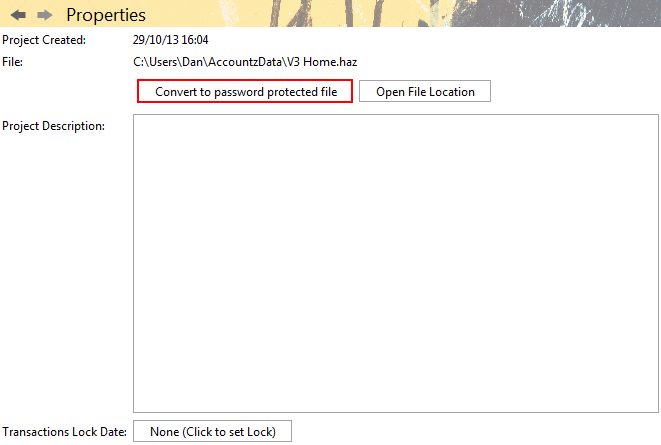 Properties
Project Created: 29/10/13 16:04
File: C:\Users\Dan\AccountzData\V3 Home.haz
Convert to password protected file Open File Location
Project Description:
Transactions Lock Date: None (Click to set Lock)